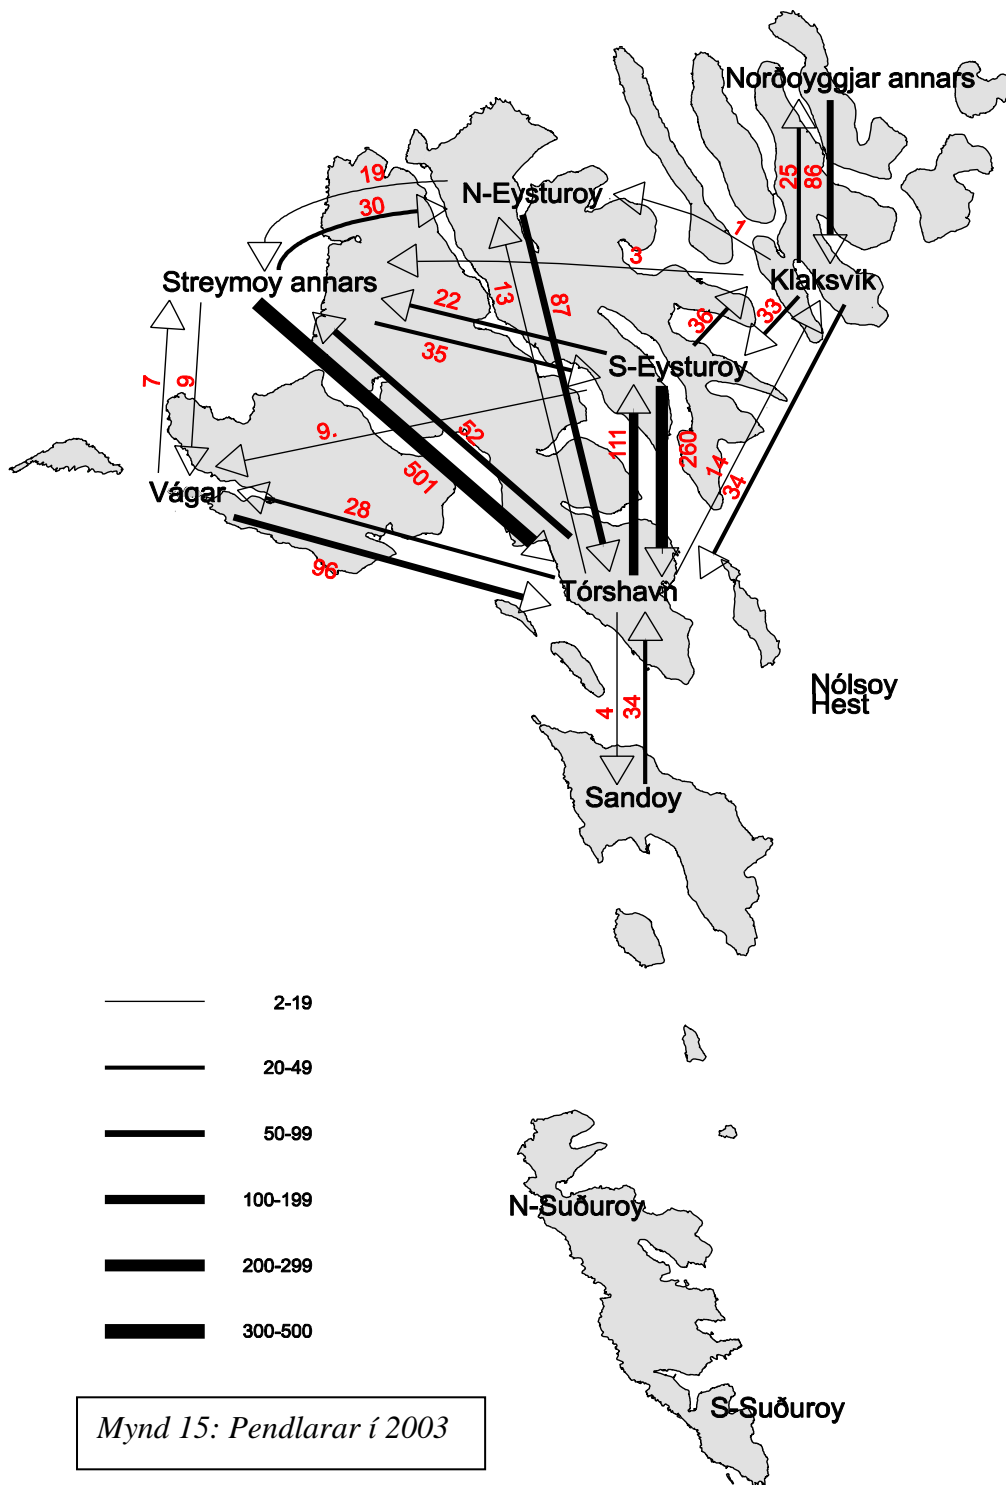 Norðoyggjar annars
19
30
N-Eysturoy
25
86
1
3
Klaksvík
Streymoy annars
13
87
22
35
36
33
S-Eysturoy
7
9
9.
52
501
111
260
14
34
Vágar
28
96
Tórshavn
4
34
Nólsoy
Hest
Sandoy
2-19
20-49
50-99
100-199
200-299
300-500
N-Suðuroy
S-Suðuroy
Mynd 15: Pendlarar í 2003